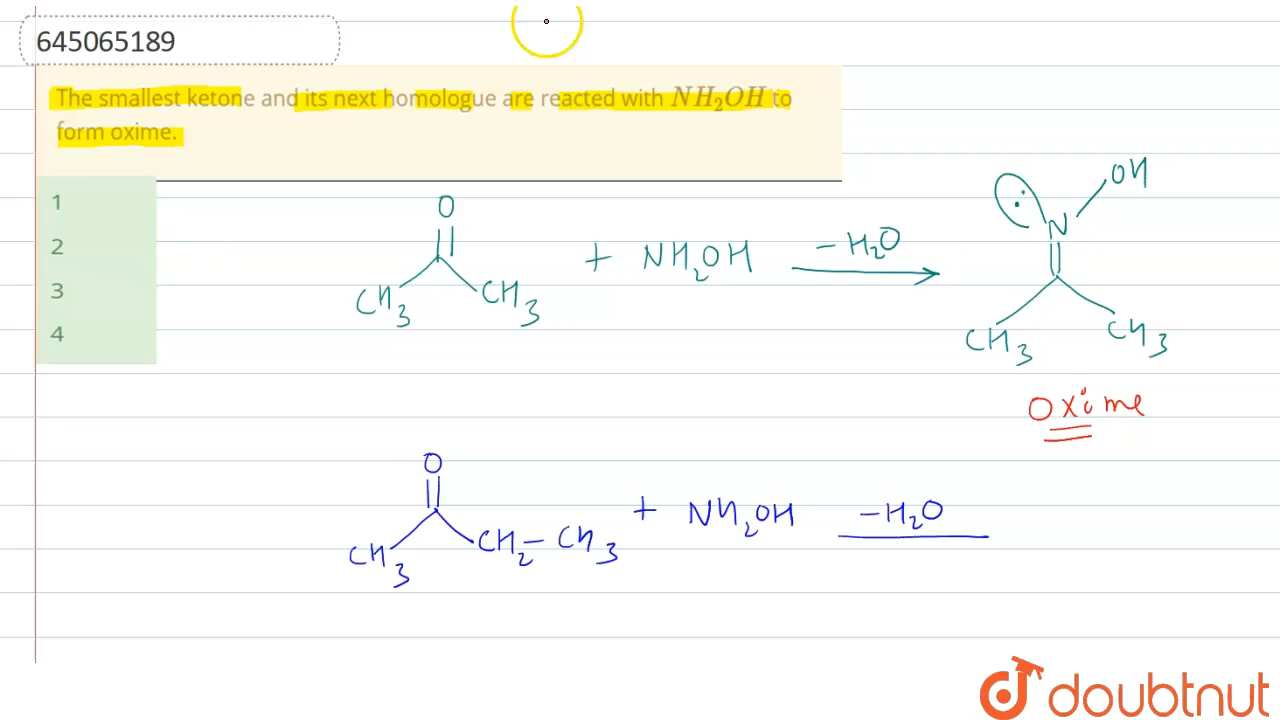 645065189
The smallest ketone and its next homologue are reacted with NH₂OH to
form oxime.
1
2
3
4
O
CH₃ CH₃ + NH₂OH −H₂O
OH
N
CH₃ CH₃
Oxime
O
CH₃ CH₂−CH₃ + NH₂OH −H₂O
doubtnut